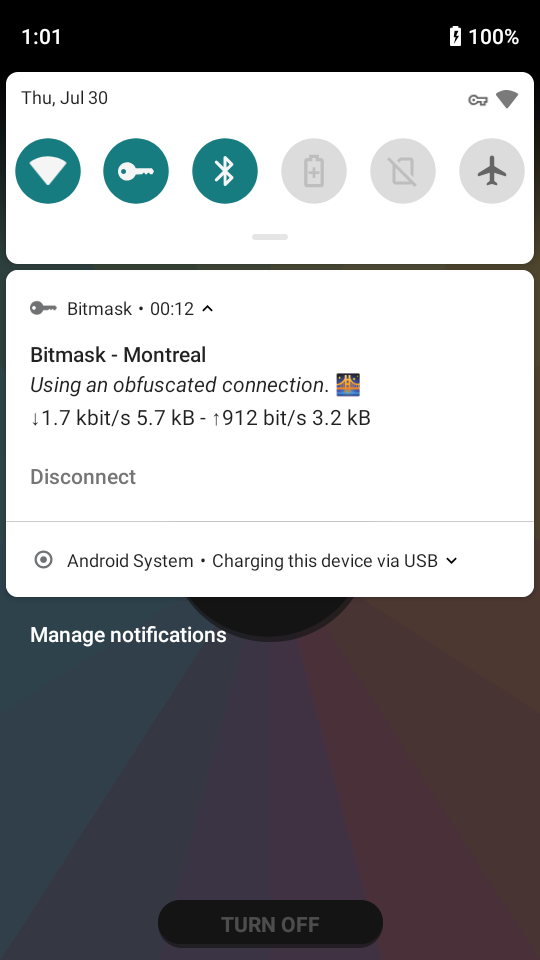 1:01 100%
Thu, Jul 30
Bitmask • 00:12
Bitmask - Montreal
Using an obfuscated connection. 🌉
↓1.7 kbit/s 5.7 kB - ↑912 bit/s 3.2 kB
Disconnect
Android System • Charging this device via USB
Manage notifications
TURN OFF